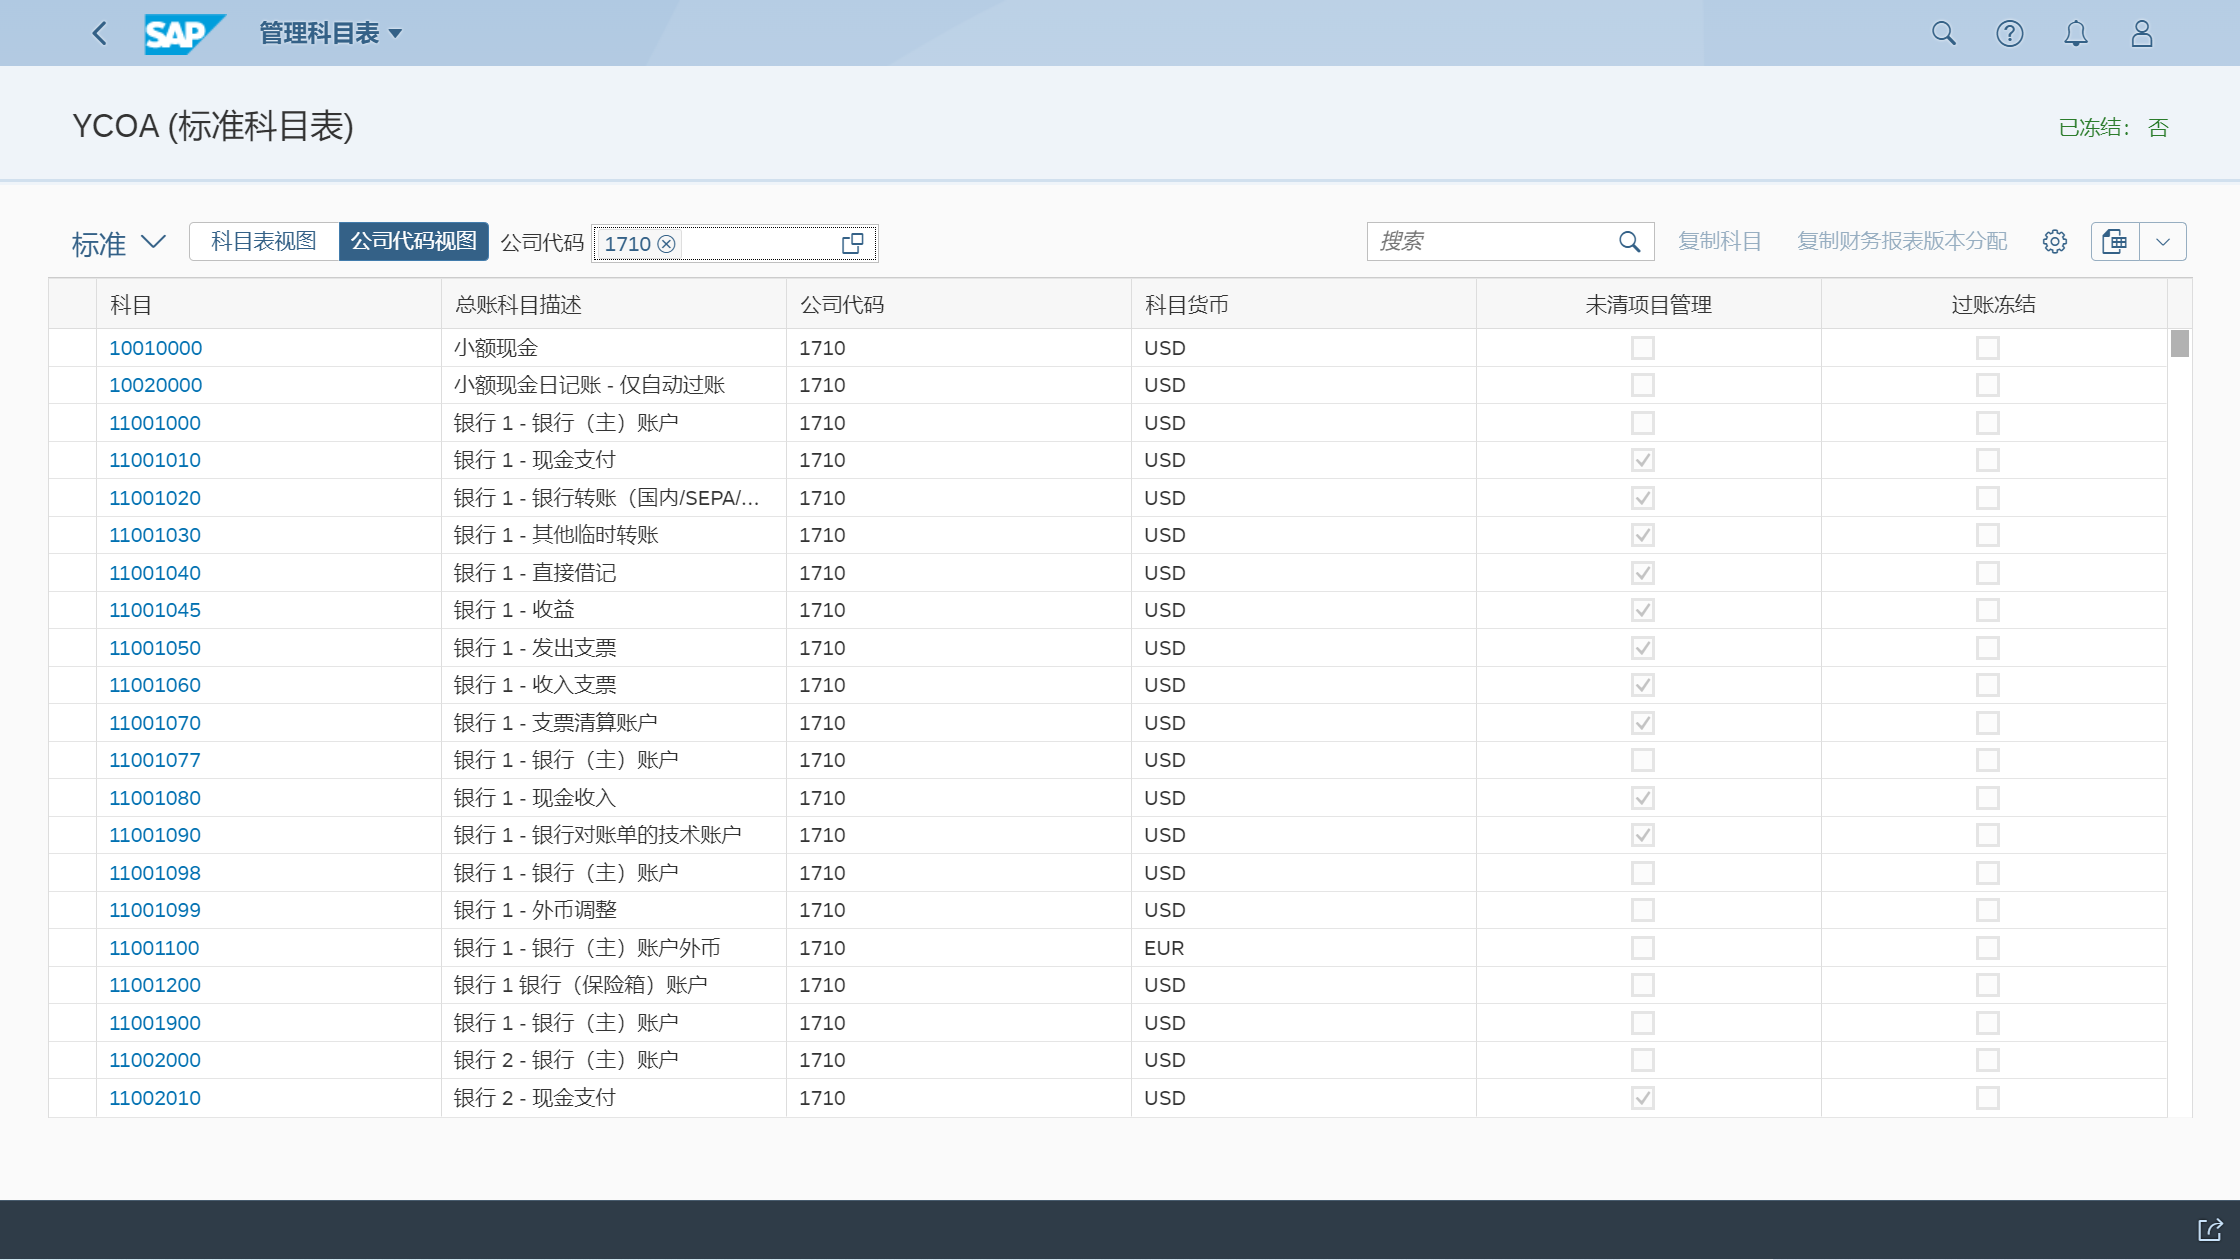 SAP 管理科目表
YCOA (标准科目表)
已冻结： 否
标准 科目表视图 公司代码视图 公司代码 1710 搜索 复制科目 复制财务报表版本分配
科目 总账科目描述 公司代码 科目货币 未清项目管理 过账冻结
10010000 小额现金 1710 USD
10020000 小额现金日记账 - 仅自动过账 1710 USD
11001000 银行 1 - 银行（主）账户 1710 USD
11001010 银行 1 - 现金支付 1710 USD
11001020 银行 1 - 银行转账（国内/SEPA/... 1710 USD
11001030 银行 1 - 其他临时转账 1710 USD
11001040 银行 1 - 直接借记 1710 USD
11001045 银行 1 - 收益 1710 USD
11001050 银行 1 - 发出支票 1710 USD
11001060 银行 1 - 收入支票 1710 USD
11001070 银行 1 - 支票清算账户 1710 USD
11001077 银行 1 - 银行（主）账户 1710 USD
11001080 银行 1 - 现金收入 1710 USD
11001090 银行 1 - 银行对账单的技术账户 1710 USD
11001098 银行 1 - 银行（主）账户 1710 USD
11001099 银行 1 - 外币调整 1710 USD
11001100 银行 1 - 银行（主）账户外币 1710 EUR
11001200 银行 1 银行（保险箱）账户 1710 USD
11001900 银行 1 - 银行（主）账户 1710 USD
11002000 银行 2 - 银行（主）账户 1710 USD
11002010 银行 2 - 现金支付 1710 USD